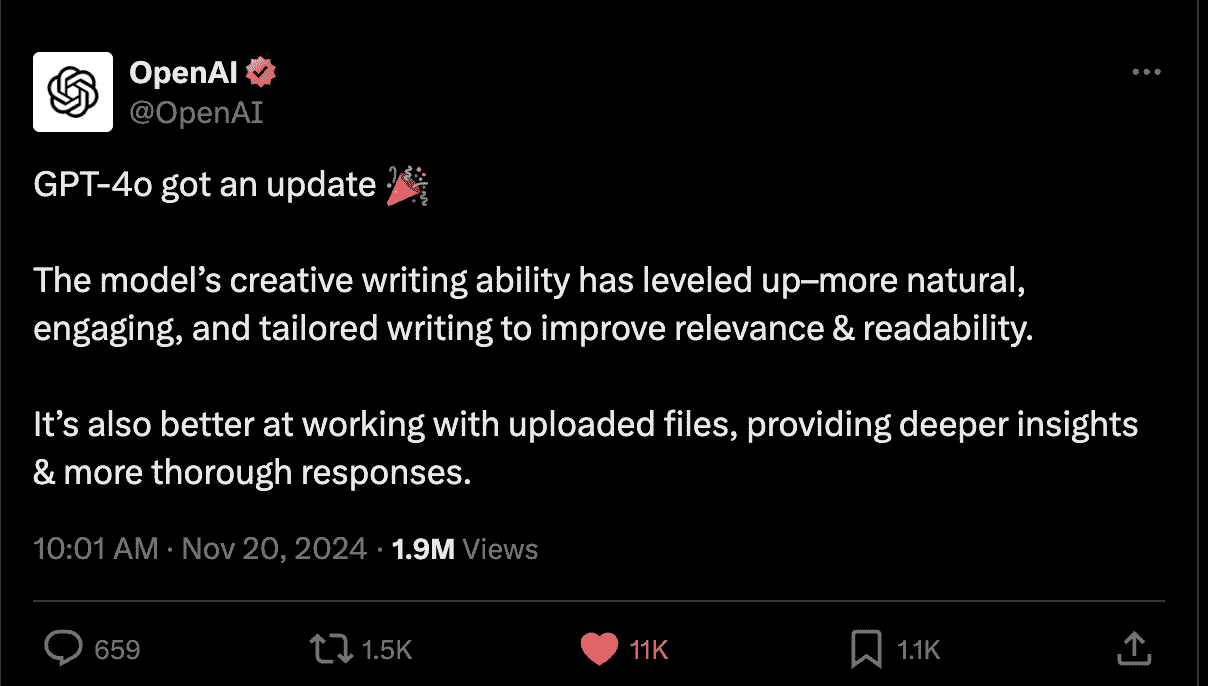 OpenAI
@OpenAI
GPT-4o got an update 🎉
The model’s creative writing ability has leveled up–more natural,
engaging, and tailored writing to improve relevance & readability.
It’s also better at working with uploaded files, providing deeper insights
& more thorough responses.
10:01 AM · Nov 20, 2024 · 1.9M Views
659 1.5K 11K 1.1K